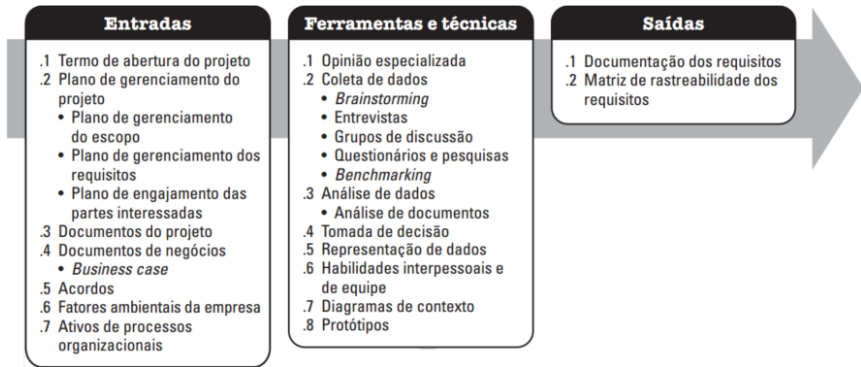 Entradas
.1 Termo de abertura do projeto
.2 Plano de gerenciamento do
projeto
• Plano de gerenciamento
do escopo
• Plano de gerenciamento dos
requisitos
• Plano de engajamento das
partes interessadas
.3 Documentos do projeto
.4 Documentos de negócios
• Business case
.5 Acordos
.6 Fatores ambientais da empresa
.7 Ativos de processos
organizacionais
Ferramentas e técnicas
.1 Opinião especializada
.2 Coleta de dados
• Brainstorming
• Entrevistas
• Grupos de discussão
• Questionários e pesquisas
• Benchmarking
.3 Análise de dados
• Análise de documentos
.4 Tomada de decisão
.5 Representação de dados
.6 Habilidades interpessoais e
de equipe
.7 Diagramas de contexto
.8 Protótipos
Saídas
.1 Documentação dos requisitos
.2 Matriz de rastreabilidade dos
requisitos